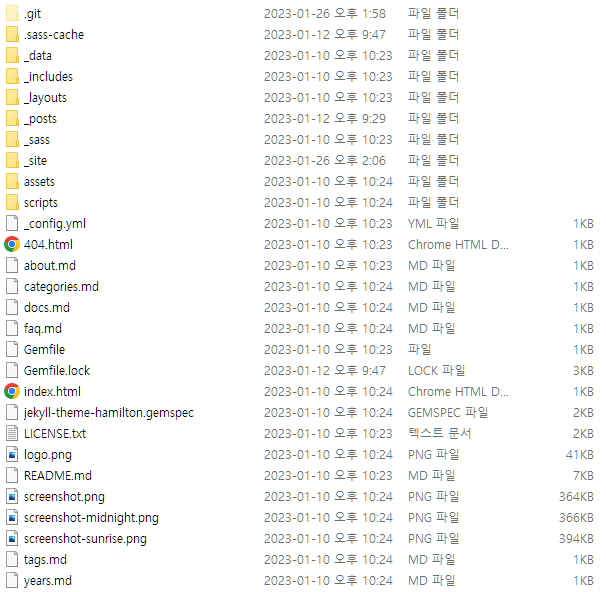 .git 2023-01-26 오후 1:58 파일 폴더
.sass-cache 2023-01-12 오후 9:47 파일 폴더
_data 2023-01-10 오후 10:23 파일 폴더
_includes 2023-01-10 오후 10:23 파일 폴더
_layouts 2023-01-10 오후 10:23 파일 폴더
_posts 2023-01-12 오후 9:29 파일 폴더
_sass 2023-01-10 오후 10:23 파일 폴더
_site 2023-01-26 오후 2:06 파일 폴더
assets 2023-01-10 오후 10:24 파일 폴더
scripts 2023-01-10 오후 10:24 파일 폴더
_config.yml 2023-01-10 오후 10:23 YML 파일 1KB
404.html 2023-01-10 오후 10:23 Chrome HTML D... 1KB
about.md 2023-01-10 오후 10:23 MD 파일 1KB
categories.md 2023-01-10 오후 10:24 MD 파일 1KB
docs.md 2023-01-10 오후 10:24 MD 파일 1KB
faq.md 2023-01-10 오후 10:24 MD 파일 1KB
Gemfile 2023-01-10 오후 10:23 파일 1KB
Gemfile.lock 2023-01-12 오후 9:47 LOCK 파일 3KB
index.html 2023-01-10 오후 10:24 Chrome HTML D... 1KB
jekyll-theme-hamilton.gemspec 2023-01-10 오후 10:24 GEMSPEC 파일 2KB
LICENSE.txt 2023-01-10 오후 10:23 텍스트 문서 2KB
logo.png 2023-01-10 오후 10:24 PNG 파일 41KB
README.md 2023-01-10 오후 10:23 MD 파일 7KB
screenshot.png 2023-01-10 오후 10:24 PNG 파일 364KB
screenshot-midnight.png 2023-01-10 오후 10:24 PNG 파일 366KB
screenshot-sunrise.png 2023-01-10 오후 10:24 PNG 파일 394KB
tags.md 2023-01-10 오후 10:24 MD 파일 1KB
years.md 2023-01-10 오후 10:24 MD 파일 1KB